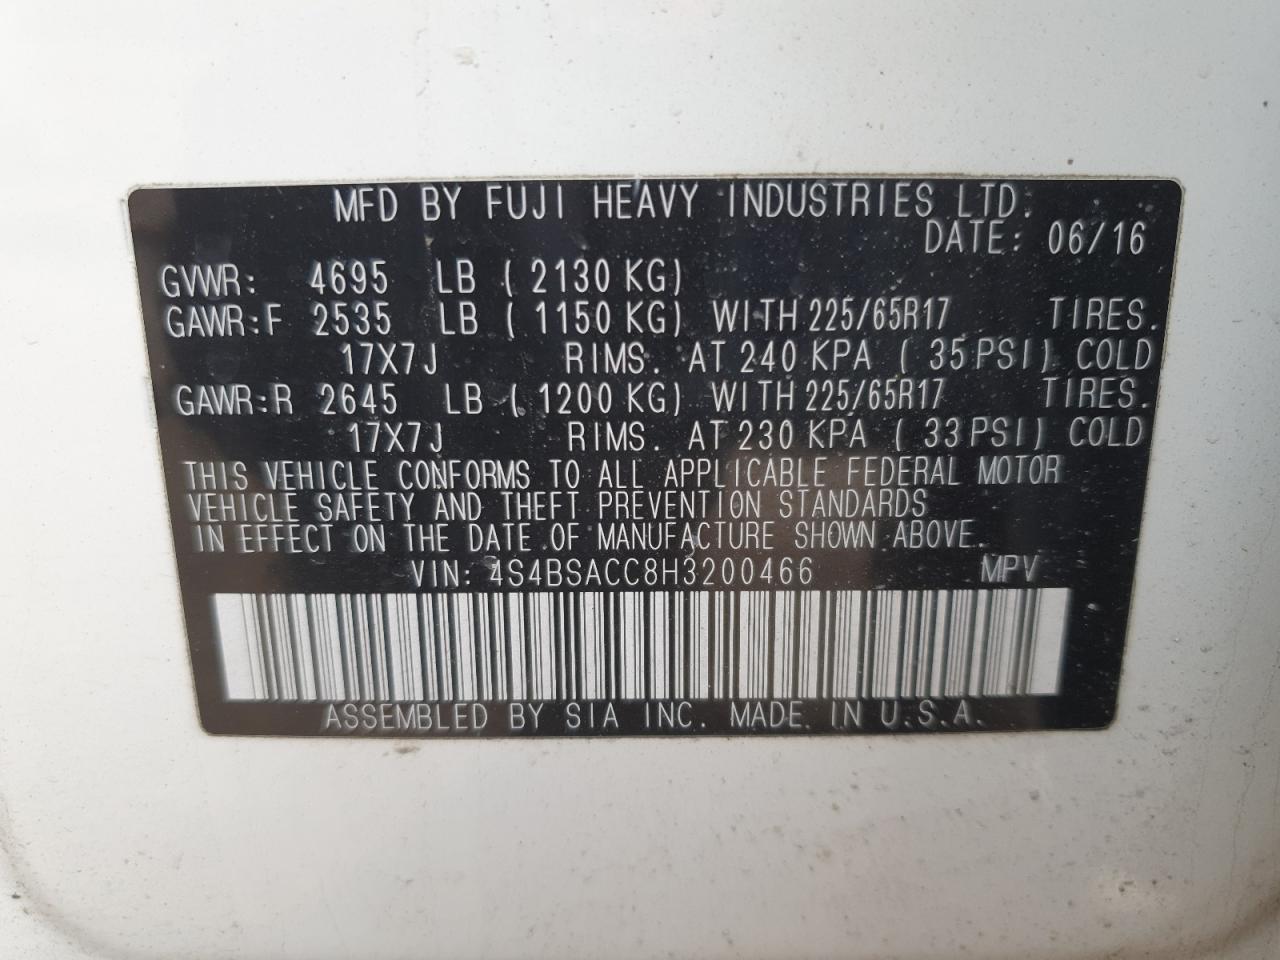 MFD BY FUJI HEAVY INDUSTRIES LTD.
DATE: 06/16
GVWR: 4695 LB ( 2130 KG)
GAWR:F 2535 LB ( 1150 KG) WITH 225/65R17 TIRES.
17X7J RIMS. AT 240 KPA ( 35 PSI) COLD
GAWR:R 2645 LB ( 1200 KG) WITH 225/65R17 TIRES.
17X7J RIMS. AT 230 KPA ( 33 PSI) COLD
THIS VEHICLE CONFORMS TO ALL APPLICABLE FEDERAL MOTOR
VEHICLE SAFETY AND THEFT PREVENTION STANDARDS
IN EFFECT ON THE DATE OF MANUFACTURE SHOWN ABOVE.
VIN: 4S4BSACC8H3200466 MPV
ASSEMBLED BY SIA INC. MADE IN U.S.A.